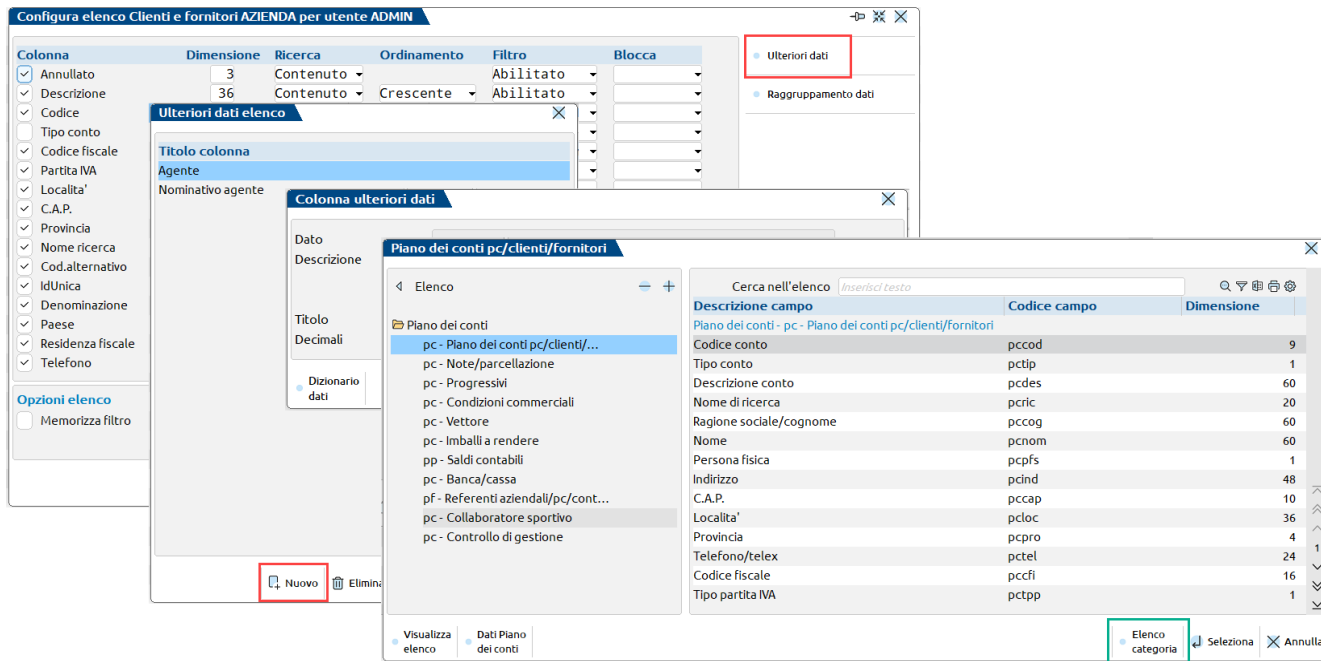 Configura elenco Clienti e fornitori AZIENDA per utente ADMIN
Colonna Dimensione Ricerca Ordinamento Filtro Blocca
Annullato 3 Contenuto Abilitato
Descrizione 36 Contenuto Crescente Abilitato
Codice
Tipo conto
Codice fiscale
Partita IVA
Localita'
C.A.P.
Provincia
Nome ricerca
Cod.alternativo
IdUnica
Denominazione
Paese
Residenza fiscale
Telefono
Opzioni elenco
Memorizza filtro
Ulteriori dati
Raggruppamento dati
Ulteriori dati elenco
Titolo colonna
Agente
Nominativo agente
Nuovo Elimina
Colonna ulteriori dati
Dato
Descrizione
Titolo
Decimali
Dizionario
dati
Piano dei conti pc/clienti/fornitori
Elenco
Piano dei conti
pc - Piano dei conti pc/clienti/...
pc - Note/parcellazione
pc - Progressivi
pc - Condizioni commerciali
pc - Vettore
pc - Imballi a rendere
pp - Saldi contabili
pc - Banca/cassa
pf - Referenti aziendali/pc/cont...
pc - Collaboratore sportivo
pc - Controllo di gestione
Cerca nell'elenco Inserisci testo
Descrizione campo Codice campo Dimensione
Piano dei conti - pc - Piano dei conti pc/clienti/fornitori
Codice conto pccod 9
Tipo conto pctip 1
Descrizione conto pcdes 60
Nome di ricerca pcric 20
Ragione sociale/cognome pccog 60
Nome pcnom 60
Persona fisica pcpfs 1
Indirizzo pcind 48
C.A.P. pccap 10
Localita' pcloc 36
Provincia pcpro 4
Telefono/telex pctel 24
Codice fiscale pccfi 16
Tipo partita IVA pctpp 1
1
Visualizza
elenco
Dati Piano
dei conti
Elenco
categoria
Seleziona
Annulla